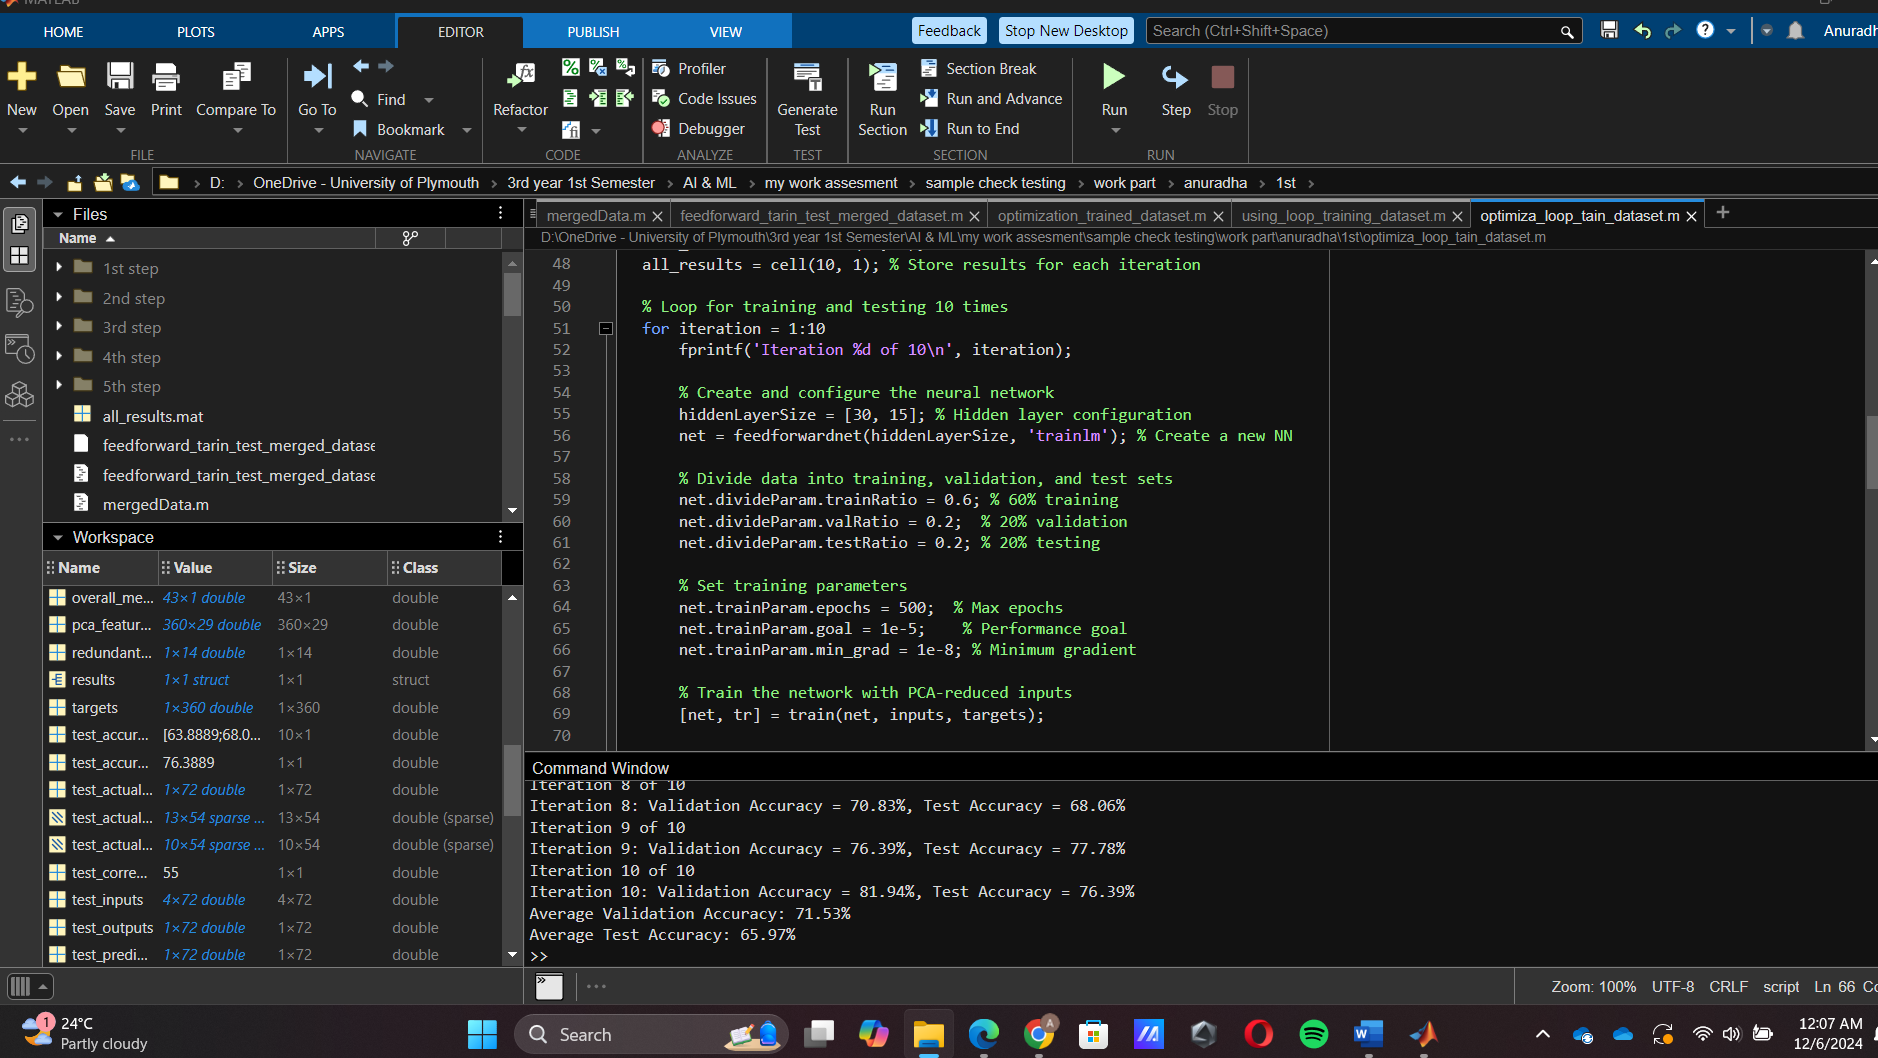 MATLAB
HOME PLOTS APPS EDITOR PUBLISH VIEW Feedback Stop New Desktop Search (Ctrl+Shift+Space)
New Open Save Print Compare To
FILE
Go To Find Bookmark
NAVIGATE
Refactor
CODE
Profiler
Code Issues
Debugger
ANALYZE
Generate Test
TEST
Run Section
Section Break
Run and Advance
Run to End
SECTION
Run Step Stop
RUN
D: OneDrive - University of Plymouth 3rd year 1st Semester AI & ML my work assesment sample check testing work part anuradha 1st
Files
Name
1st step
2nd step
3rd step
4th step
5th step
all_results.mat
feedforward_tarin_test_merged_datase
feedforward_tarin_test_merged_datase
mergedData.m
Workspace
Name Value Size Class
overall_me... 43×1 double 43×1 double
pca_featur... 360×29 double 360×29 double
redundant... 1×14 double 1×14 double
results 1×1 struct 1×1 struct
targets 1×360 double 1×360 double
test_accur... [63.8889;68.0... 10×1 double
test_accur... 76.3889 1×1 double
test_actual... 1×72 double 1×72 double
test_actual... 13×54 sparse ... 13×54 double (sparse)
test_actual... 10×54 sparse ... 10×54 double (sparse)
test_corre... 55 1×1 double
test_inputs 4×72 double 4×72 double
test_outputs 1×72 double 1×72 double
test_predi... 1×72 double 1×72 double
mergedData.m feedforward_tarin_test_merged_dataset.m optimization_trained_dataset.m using_loop_training_dataset.m optimiza_loop_tain_dataset.m
D:\OneDrive - University of Plymouth\3rd year 1st Semester\AI & ML\my work assesment\sample check testing\work part\anuradha\1st\optimiza_loop_tain_dataset.m
48 all_results = cell(10, 1); % Store results for each iteration
49
50 % Loop for training and testing 10 times
51 for iteration = 1:10
52 fprintf('Iteration %d of 10\n', iteration);
53
54 % Create and configure the neural network
55 hiddenLayerSize = [30, 15]; % Hidden layer configuration
56 net = feedforwardnet(hiddenLayerSize, 'trainlm'); % Create a new NN
57
58 % Divide data into training, validation, and test sets
59 net.divideParam.trainRatio = 0.6; % 60% training
60 net.divideParam.valRatio = 0.2; % 20% validation
61 net.divideParam.testRatio = 0.2; % 20% testing
62
63 % Set training parameters
64 net.trainParam.epochs = 500; % Max epochs
65 net.trainParam.goal = 1e-5; % Performance goal
66 net.trainParam.min_grad = 1e-8; % Minimum gradient
67
68 % Train the network with PCA-reduced inputs
69 [net, tr] = train(net, inputs, targets);
70
Command Window
Iteration 8 of 10
Iteration 8: Validation Accuracy = 70.83%, Test Accuracy = 68.06%
Iteration 9 of 10
Iteration 9: Validation Accuracy = 76.39%, Test Accuracy = 77.78%
Iteration 10 of 10
Iteration 10: Validation Accuracy = 81.94%, Test Accuracy = 76.39%
Average Validation Accuracy: 71.53%
Average Test Accuracy: 65.97%
>>
Zoom: 100% UTF-8 CRLF script Ln 66
1 24°C
Partly cloudy
Search
12:07 AM
12/6/2024